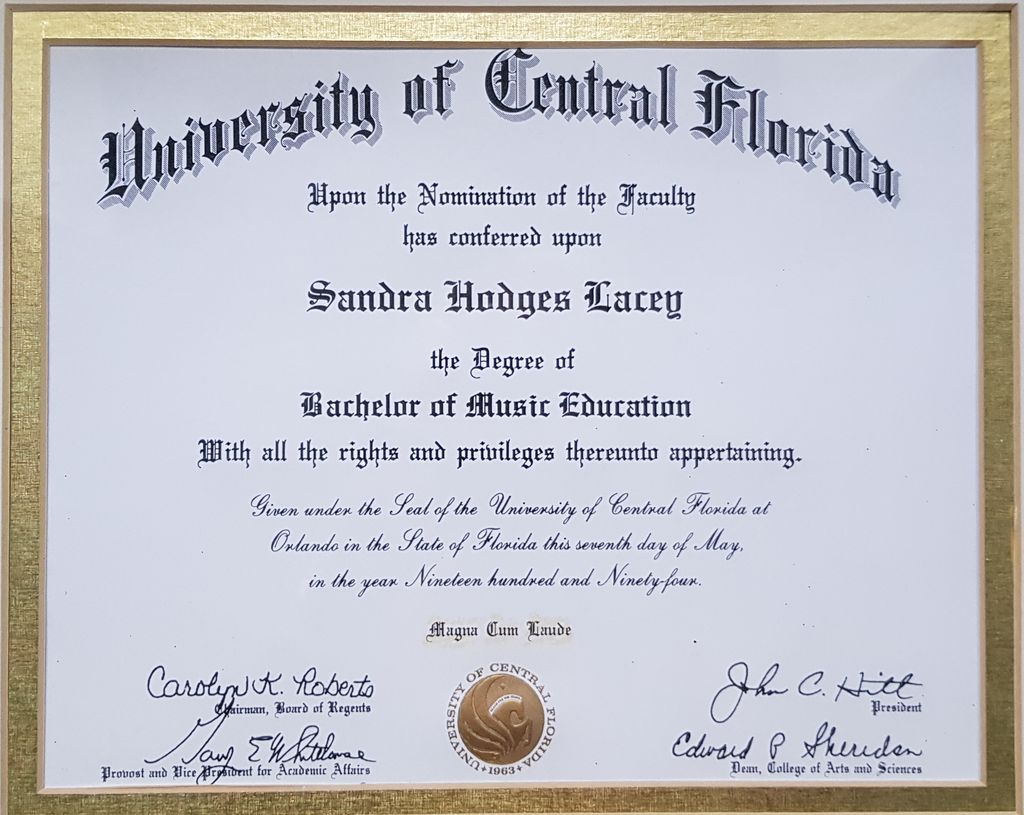 University of Central Florida
Upon the Nomination of the Faculty
has conferred upon
Sandra Hodges Lacey
the Degree of
Bachelor of Music Education
With all the rights and privileges thereunto appertaining.
Given under the Seal of the University of Central Florida at
Orlando in the State of Florida this seventh day of May,
in the year Nineteen hundred and Ninety-four.
Magna Cum Laude
Carolyn K. Roberts
Chairman, Board of Regents
Gary E Whitehouse
Provost and Vice President for Academic Affairs
UNIVERSITY OF CENTRAL FLORIDA
1963
John C. Hitt
President
Edward P Sheridan
Dean, College of Arts and Sciences